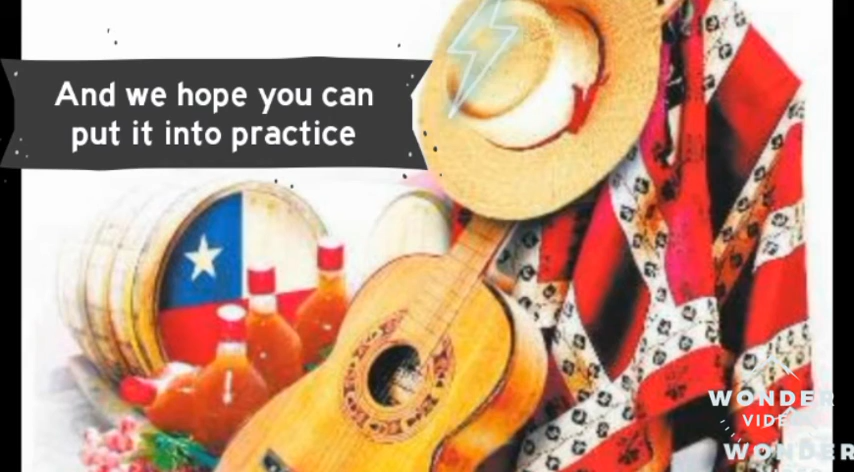 And we hope you can
put it into practice
WONDER
VIDE
WONDER